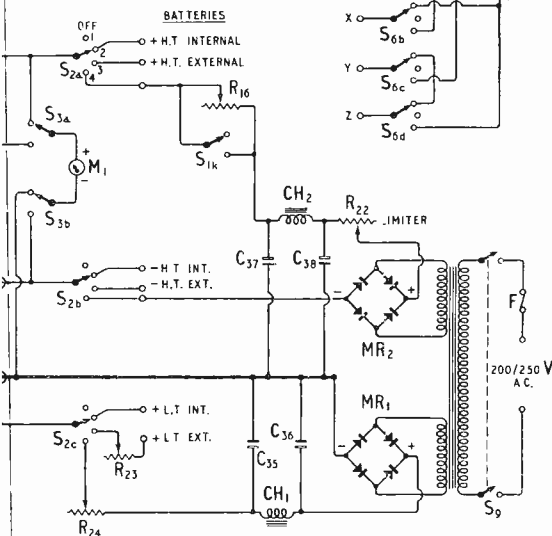 BATTERIES
OFF
1
2
3
4
S2a
+ H.T. INTERNAL
+ H.T. EXTERNAL
X
S6b
Y
S6c
Z
S6d
R16
S1k
S3a
+
M1
−
S3b
CH2
R22
LIMITER
C37
C38
− H.T INT.
− H.T. EXT.
S2b
−
+
MR2
F
200/250 V
A.C.
MR1
−
+
S2c
+ L.T INT.
+ L T EXT.
R23
C35
C36
CH1
R24
S9